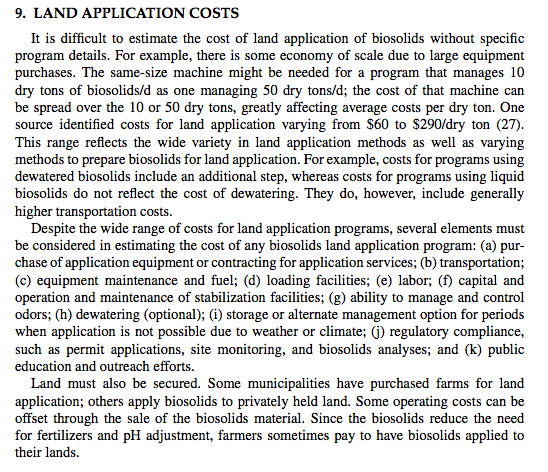 9. LAND APPLICATION COSTS
It is difficult to estimate the cost of land application of biosolids without specific
program details. For example, there is some economy of scale due to large equipment
purchases. The same-size machine might be needed for a program that manages 10
dry tons of biosolids/d as one managing 50 dry tons/d; the cost of that machine can
be spread over the 10 or 50 dry tons, greatly affecting average costs per dry ton. One
source identified costs for land application varying from $60 to $290/dry ton (27).
This range reflects the wide variety in land application methods as well as varying
methods to prepare biosolids for land application. For example, costs for programs using
dewatered biosolids include an additional step, whereas costs for programs using liquid
biosolids do not reflect the cost of dewatering. They do, however, include generally
higher transportation costs.
Despite the wide range of costs for land application programs, several elements must
be considered in estimating the cost of any biosolids land application program: (a) pur-
chase of application equipment or contracting for application services; (b) transportation;
(c) equipment maintenance and fuel; (d) loading facilities; (e) labor; (f) capital and
operation and maintenance of stabilization facilities; (g) ability to manage and control
odors; (h) dewatering (optional); (i) storage or alternate management option for periods
when application is not possible due to weather or climate; (j) regulatory compliance,
such as permit applications, site monitoring, and biosolids analyses; and (k) public
education and outreach efforts.
Land must also be secured. Some municipalities have purchased farms for land
application; others apply biosolids to privately held land. Some operating costs can be
offset through the sale of the biosolids material. Since the biosolids reduce the need
for fertilizers and pH adjustment, farmers sometimes pay to have biosolids applied to
their lands.